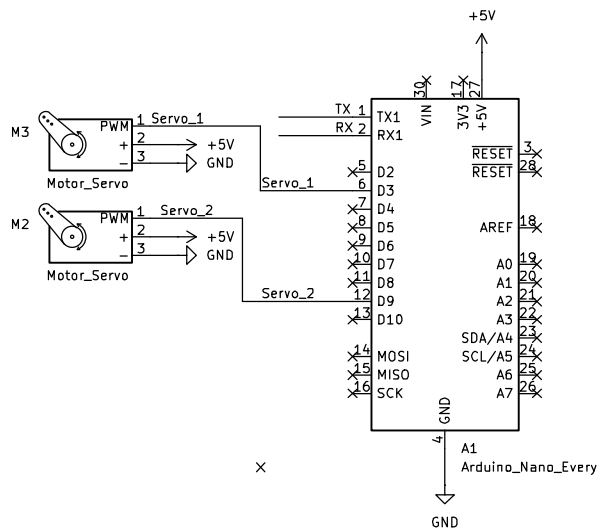 +5V
30
17
27
VIN
3V3
+5V
TX 1 TX1
RX 2 RX1
M3
PWM 1 Servo_1
+ 2 +5V
− 3 GND
Motor_Servo
Servo_1
M2
PWM 1 Servo_2
+ 2 +5V
− 3 GND
Motor_Servo
Servo_2
5 D2
6 D3
7 D4
8 D5
9 D6
10 D7
11 D8
12 D9
13 D10
14 MOSI
15 MISO
16 SCK
RESET 3
RESET 28
AREF 18
A0 19
A1 20
A2 21
A3 22
SDA/A4 23
SCL/A5 24
A6 25
A7 26
GND
4
A1
Arduino_Nano_Every
GND